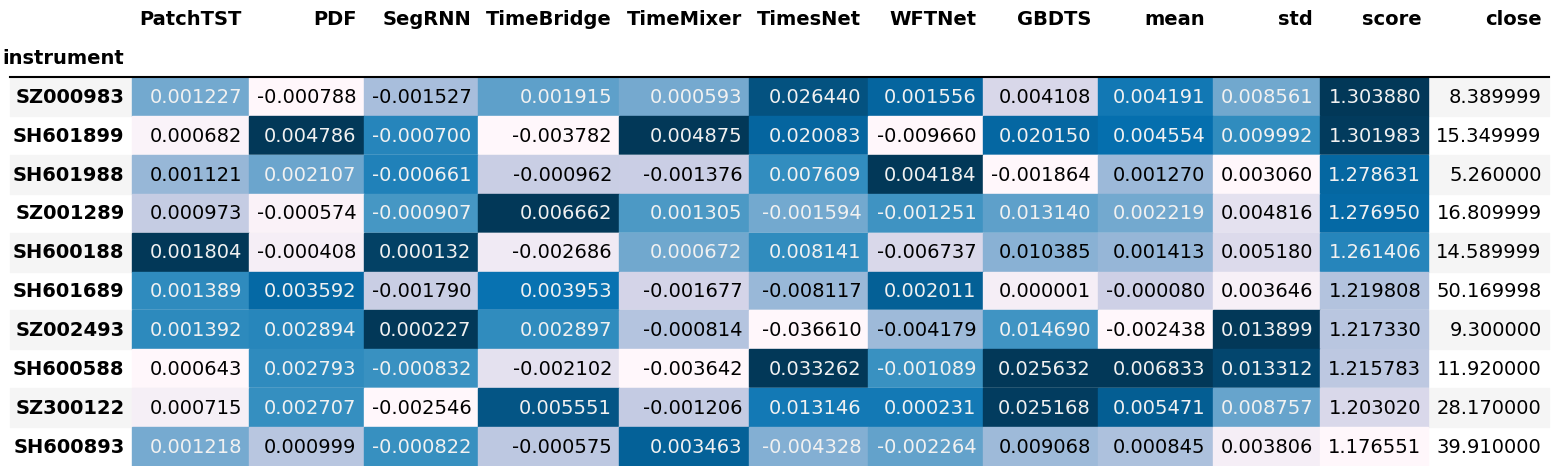 PatchTST PDF SegRNN TimeBridge TimeMixer TimesNet WFTNet GBDTS mean std score close
instrument
SZ000983 0.001227 -0.000788 -0.001527 0.001915 0.000593 0.026440 0.001556 0.004108 0.004191 0.008561 1.303880 8.389999
SH601899 0.000682 0.004786 -0.000700 -0.003782 0.004875 0.020083 -0.009660 0.020150 0.004554 0.009992 1.301983 15.349999
SH601988 0.001121 0.002107 -0.000661 -0.000962 -0.001376 0.007609 0.004184 -0.001864 0.001270 0.003060 1.278631 5.260000
SZ001289 0.000973 -0.000574 -0.000907 0.006662 0.001305 -0.001594 -0.001251 0.013140 0.002219 0.004816 1.276950 16.809999
SH600188 0.001804 -0.000408 0.000132 -0.002686 0.000672 0.008141 -0.006737 0.010385 0.001413 0.005180 1.261406 14.589999
SH601689 0.001389 0.003592 -0.001790 0.003953 -0.001677 -0.008117 0.002011 0.000001 -0.000080 0.003646 1.219808 50.169998
SZ002493 0.001392 0.002894 0.000227 0.002897 -0.000814 -0.036610 -0.004179 0.014690 -0.002438 0.013899 1.217330 9.300000
SH600588 0.000643 0.002793 -0.000832 -0.002102 -0.003642 0.033262 -0.001089 0.025632 0.006833 0.013312 1.215783 11.920000
SZ300122 0.000715 0.002707 -0.002546 0.005551 -0.001206 0.013146 0.000231 0.025168 0.005471 0.008757 1.203020 28.170000
SH600893 0.001218 0.000999 -0.000822 -0.000575 0.003463 -0.004328 -0.002264 0.009068 0.000845 0.003806 1.176551 39.910000